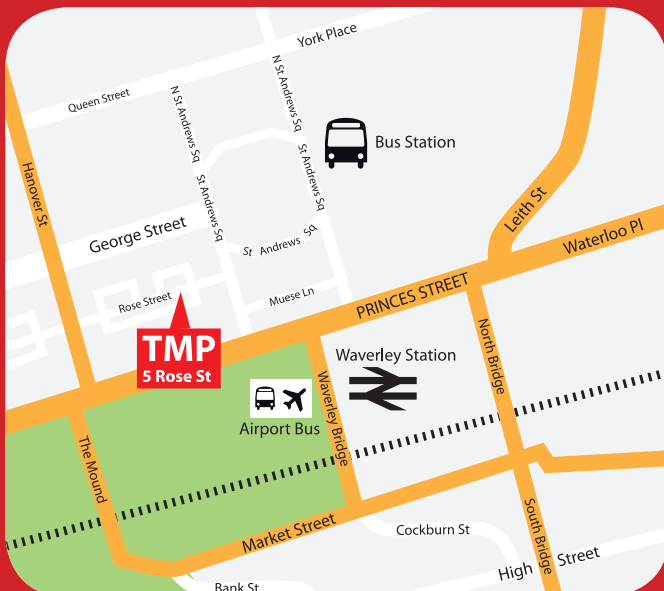 York Place
Queen Street
N St Andrews Sq
N St Andrews Sq
Bus Station
Hanover St
St Andrews Sq
St Andrews Sq
Leith St
George Street
St Andrews Sq
Waterloo Pl
Rose Street
Muese Ln
PRINCES STREET
TMP
5 Rose St
Waverley Station
North Bridge
Airport Bus
Waverley Bridge
The Mound
Market Street
Cockburn St
South Bridge
High Street
Bank St